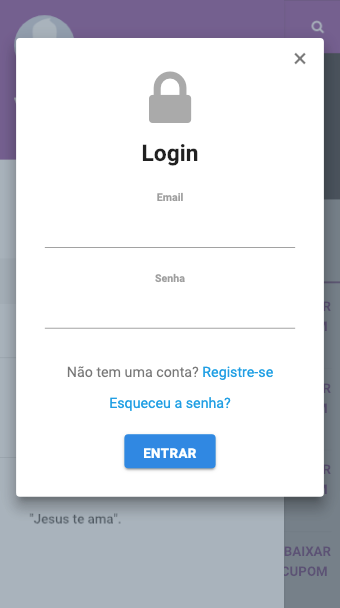 Login
Email
Senha
Não tem uma conta? Registre-se
Esqueceu a senha?
ENTRAR
"Jesus te ama".
BAIXAR
CUPOM